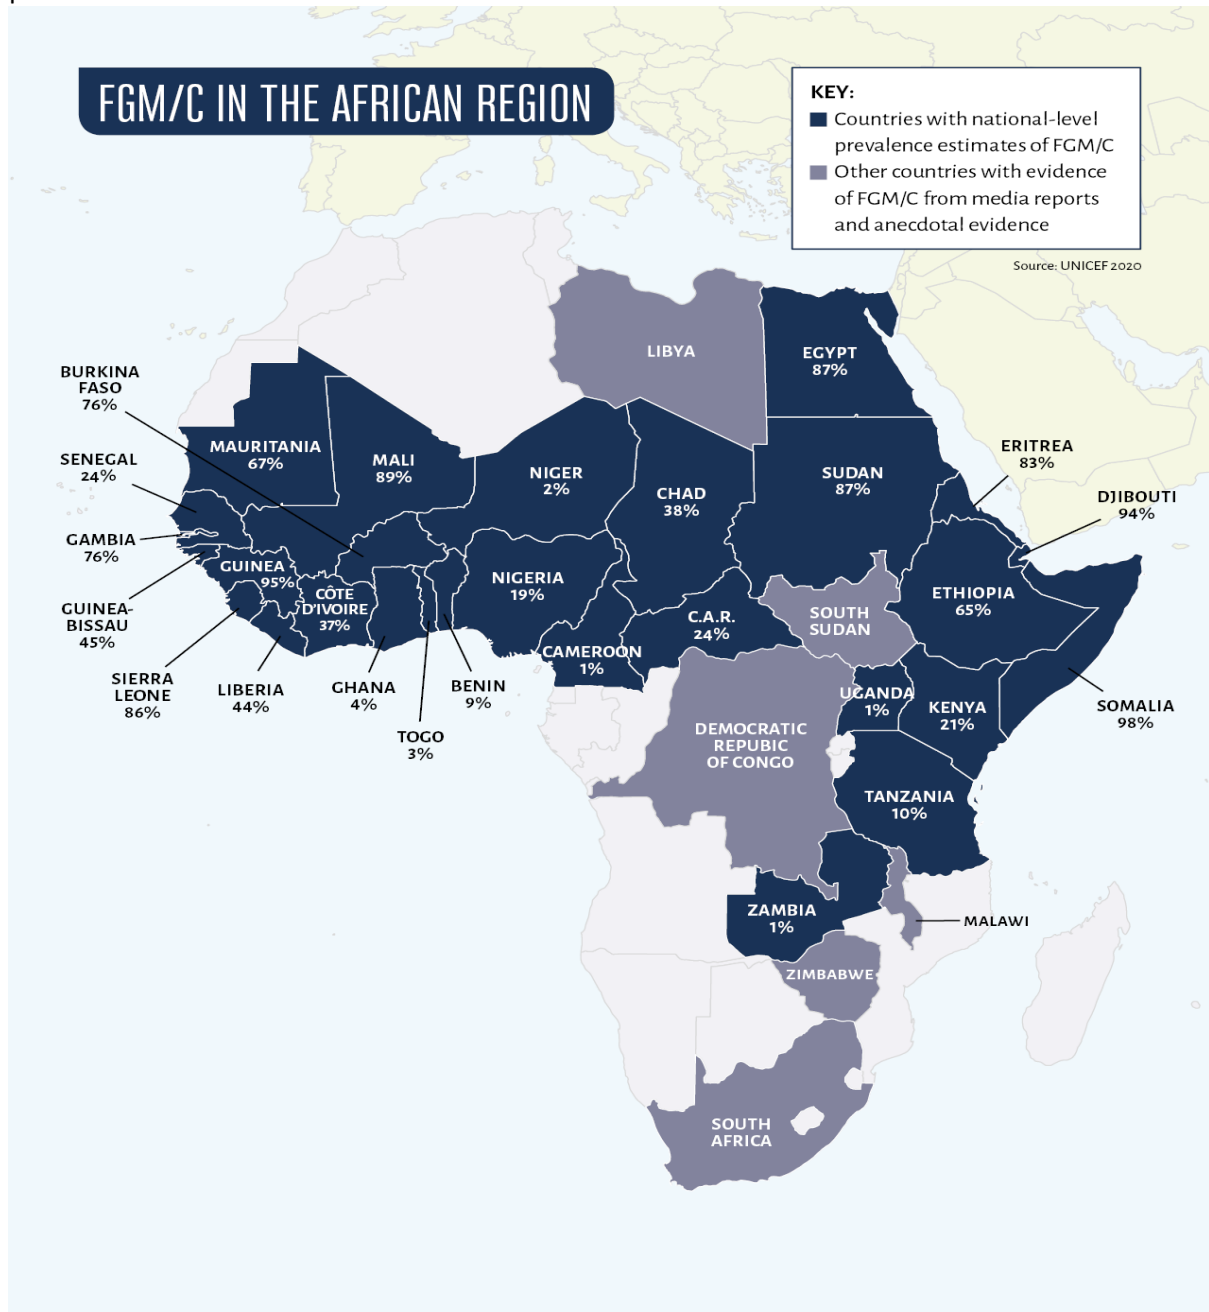 FGM/C IN THE AFRICAN REGION
KEY:
Countries with national-level
prevalence estimates of FGM/C
Other countries with evidence
of FGM/C from media reports
and anecdotal evidence
Source: UNICEF 2020
LIBYA
EGYPT
87%
BURKINA
FASO
76%
MAURITANIA
67%
MALI
89%
NIGER
2%
CHAD
38%
SUDAN
87%
ERITREA
83%
SENEGAL
24%
DJIBOUTI
94%
GAMBIA
76%
GUINEA
95%
CÔTE
D'IVOIRE
37%
NIGERIA
19%
ETHIOPIA
65%
GUINEA-
BISSAU
45%
C.A.R.
24%
SOUTH
SUDAN
CAMEROON
1%
SIERRA
LEONE
86%
LIBERIA
44%
GHANA
4%
BENIN
9%
TOGO
3%
UGANDA
1%
KENYA
21%
SOMALIA
98%
DEMOCRATIC
REPUBIC
OF CONGO
TANZANIA
10%
ZAMBIA
1%
MALAWI
ZIMBABWE
SOUTH
AFRICA